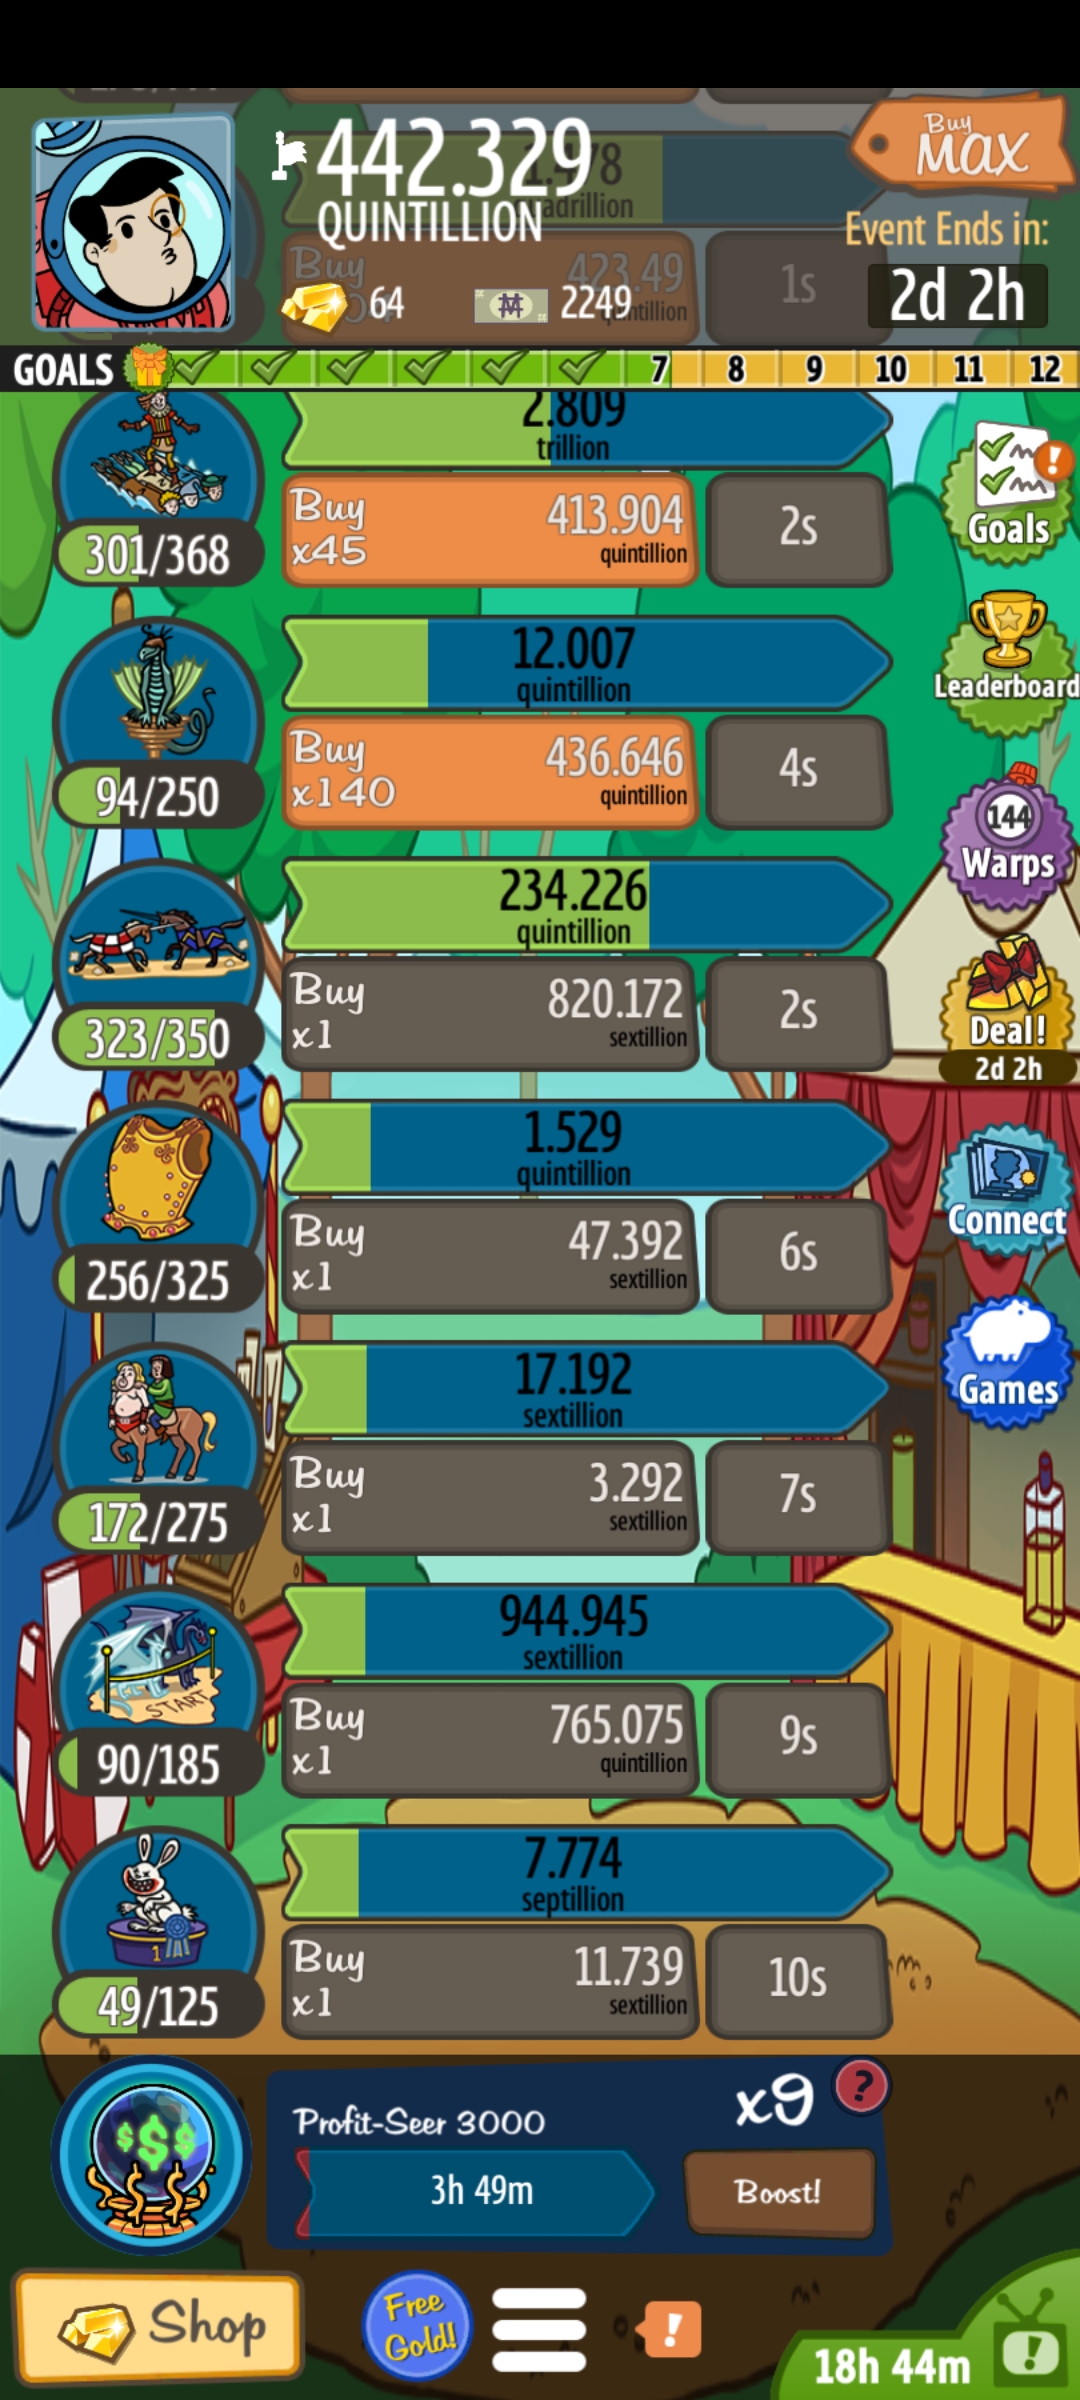 442.329
QUINTILLION
64
2249
Buy
MAX
Event Ends in:
2d 2h
quadrillion
Buy
423.49
1s
GOALS
7
8
9
10
11
12
2.809
trillion
301/368
Buy
x45
413.904
quintillion
2s
Goals
12.007
quintillion
94/250
Buy
x140
436.646
quintillion
4s
Leaderboard
144
Warps
234.226
quintillion
323/350
Buy
x1
820.172
sextillion
2s
Deal!
2d 2h
1.529
quintillion
256/325
Buy
x1
47.392
sextillion
6s
Connect
17.192
sextillion
172/275
Buy
x1
3.292
sextillion
7s
Games
944.945
sextillion
START
90/185
Buy
x1
765.075
quintillion
9s
7.774
septillion
1
49/125
Buy
x1
11.739
sextillion
10s
$$$
Profit-Seer 3000
x9
?
3h 49m
Boost!
Shop
Free
Gold!
!
18h 44m
!